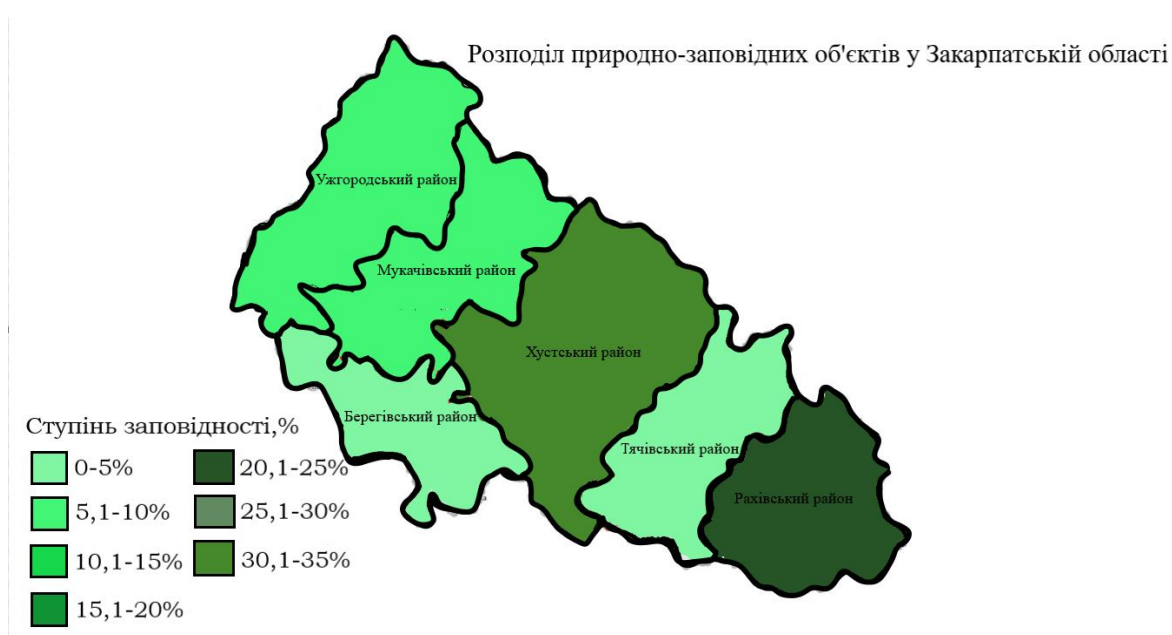 Розподіл природно-заповідних об'єктів у Закарпатській області
Ужгородський район
Мукачівський район
Хустський район
Берегівський район
Тячівський район
Рахівський район
Ступінь заповідності,%
0-5%
5,1-10%
10,1-15%
15,1-20%
20,1-25%
25,1-30%
30,1-35%